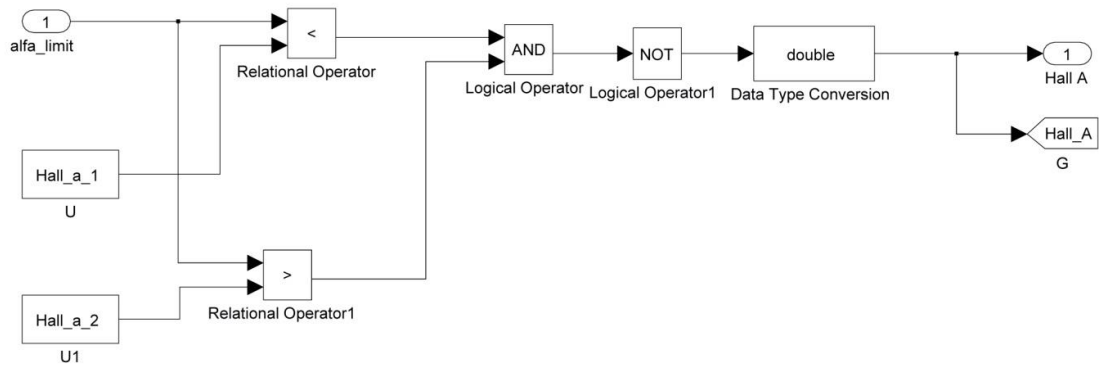 1
alfa_limit
<
Relational Operator
AND
Logical Operator
NOT
Logical Operator1
double
Data Type Conversion
1
Hall A
Hall_A
G
Hall_a_1
U
>
Relational Operator1
Hall_a_2
U1